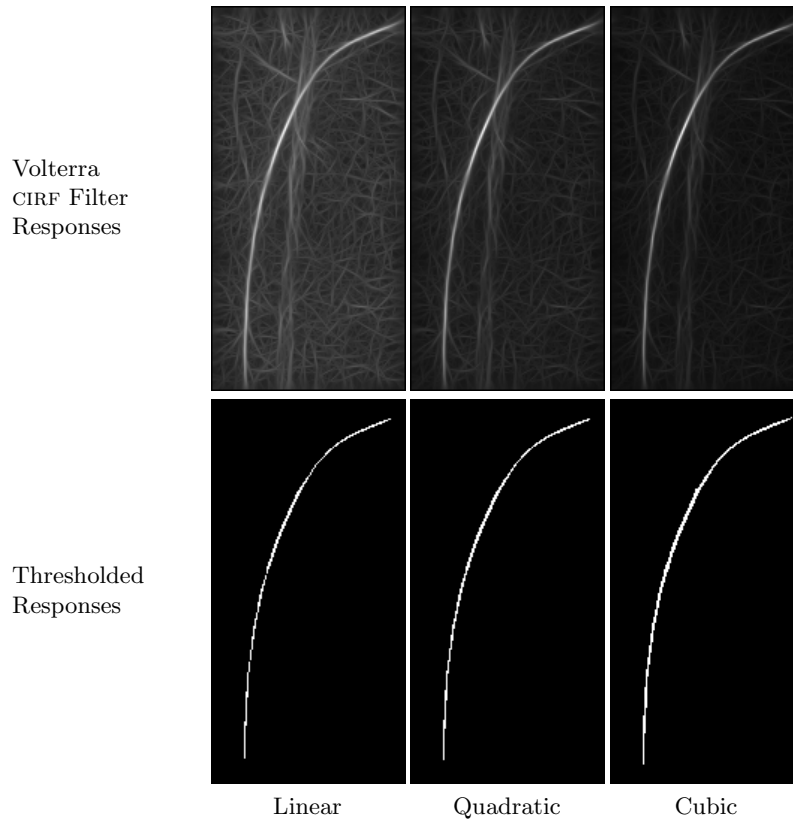 Volterra
CIRF Filter
Responses
Thresholded
Responses
Linear Quadratic Cubic